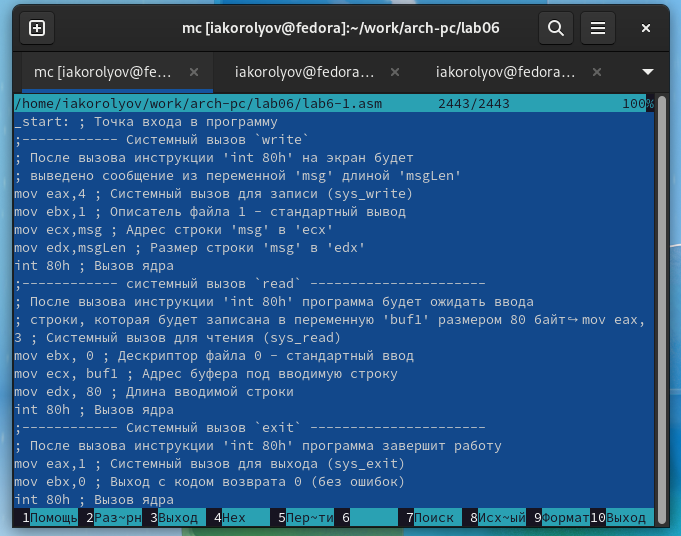 mc [iakorolyov@fedora]:~/work/arch-pc/lab06
mc [iakorolyov@fe... × iakorolyov@fedora... × iakorolyov@fedora... ×
/home/iakorolyov/work/arch-pc/lab06/lab6-1.asm 2443/2443 100%
_start: ; Точка входа в программу
;------------ Системный вызов `write`
; После вызова инструкции 'int 80h' на экран будет
; выведено сообщение из переменной 'msg' длиной 'msgLen'
mov eax,4 ; Системный вызов для записи (sys_write)
mov ebx,1 ; Описатель файла 1 - стандартный вывод
mov ecx,msg ; Адрес строки 'msg' в 'ecx'
mov edx,msgLen ; Размер строки 'msg' в 'edx'
int 80h ; Вызов ядра
;------------ системный вызов `read` ----------------------
; После вызова инструкции 'int 80h' программа будет ожидать ввода
; строки, которая будет записана в переменную 'buf1' размером 80 байт↪mov eax,
3 ; Системный вызов для чтения (sys_read)
mov ebx, 0 ; Дескриптор файла 0 - стандартный ввод
mov ecx, buf1 ; Адрес буфера под вводимую строку
mov edx, 80 ; Длина вводимой строки
int 80h ; Вызов ядра
;------------ Системный вызов `exit` ----------------------
; После вызова инструкции 'int 80h' программа завершит работу
mov eax,1 ; Системный вызов для выхода (sys_exit)
mov ebx,0 ; Выход с кодом возврата 0 (без ошибок)
int 80h ; Вызов ядра
1Помощь 2Раз~рн 3Выход 4Hex 5Пер~ти 6 7Поиск 8Исх~ый 9Формат 10Выход